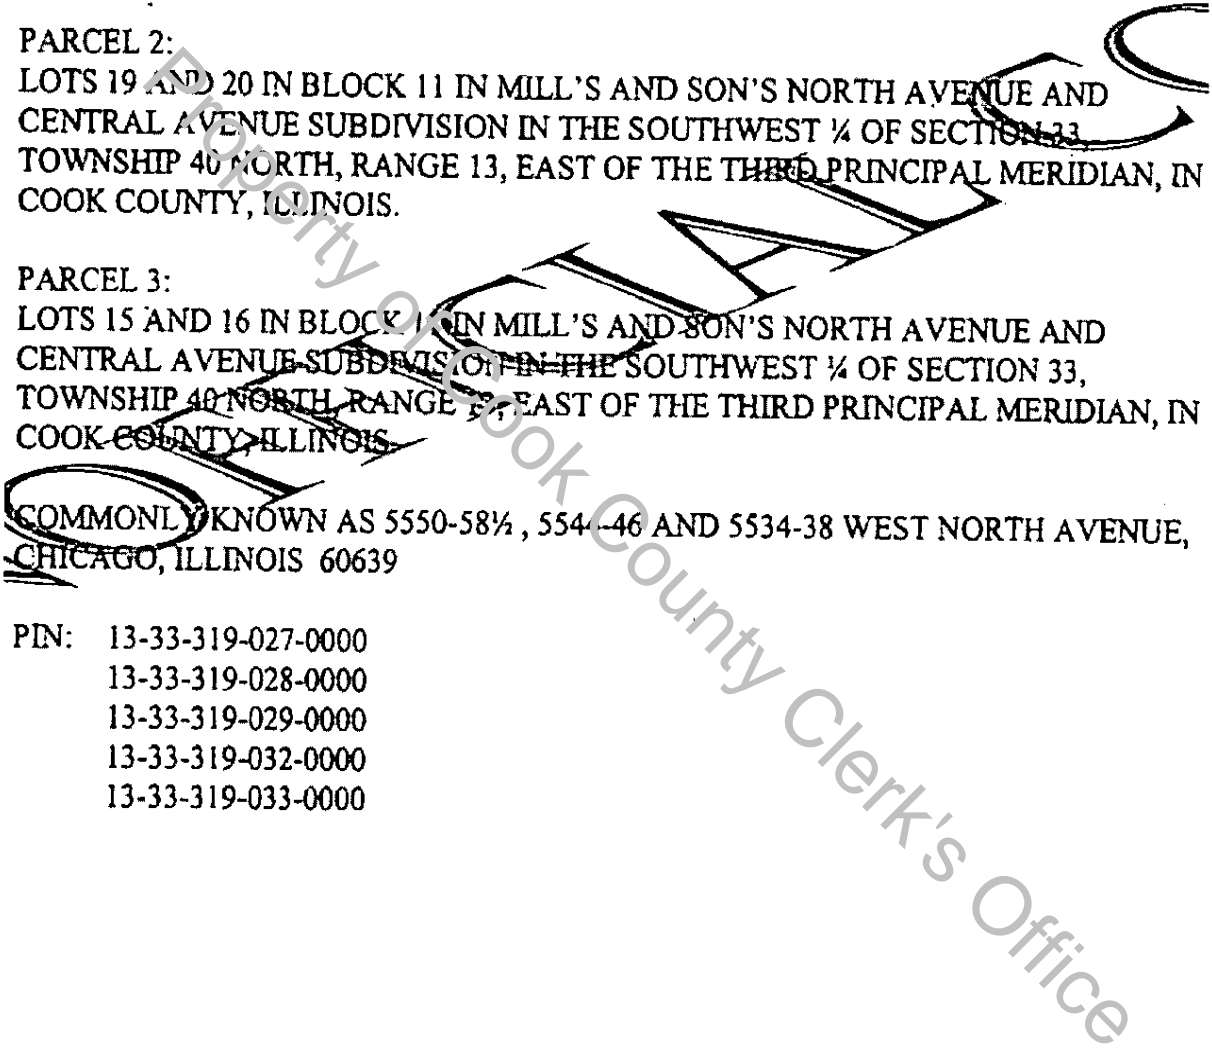 PARCEL 2:
LOTS 19 AND 20 IN BLOCK 11 IN MILL'S AND SON'S NORTH AVENUE AND
CENTRAL AVENUE SUBDIVISION IN THE SOUTHWEST ¼ OF SECTION 33,
TOWNSHIP 40 NORTH, RANGE 13, EAST OF THE THIRD PRINCIPAL MERIDIAN, IN
COOK COUNTY, ILLINOIS.
PARCEL 3:
LOTS 15 AND 16 IN BLOCK IN MILL'S AND SON'S NORTH AVENUE AND
CENTRAL AVENUE SUBDIVISION IN THE SOUTHWEST ¼ OF SECTION 33,
TOWNSHIP 40 NORTH, RANGE EAST OF THE THIRD PRINCIPAL MERIDIAN, IN
COOK COUNTY, ILLINOIS.
COMMONLY KNOWN AS 5550-58½ , 5544-46 AND 5534-38 WEST NORTH AVENUE,
CHICAGO, ILLINOIS 60639
PIN: 13-33-319-027-0000
13-33-319-028-0000
13-33-319-029-0000
13-33-319-032-0000
13-33-319-033-0000
Property of Cook County Clerk's Office